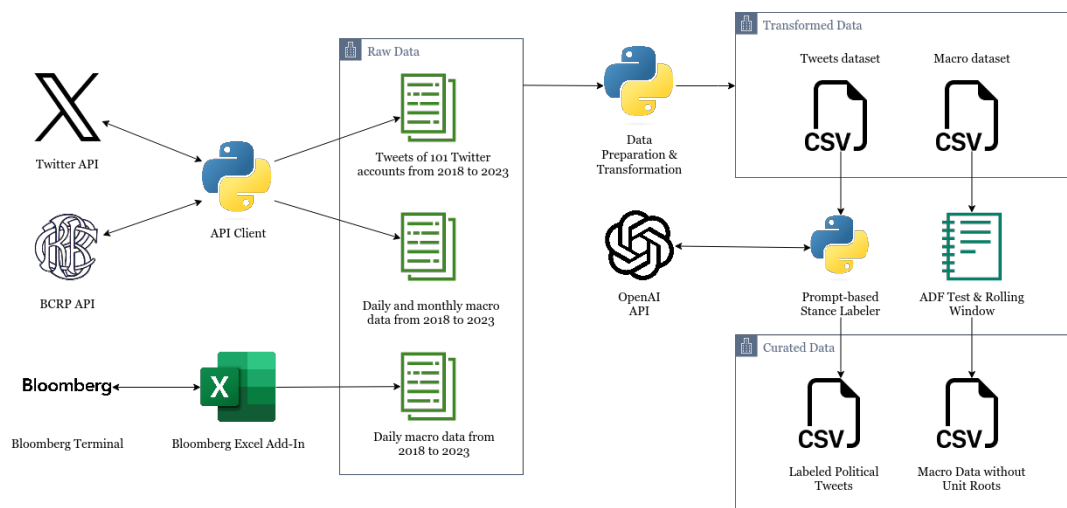 Raw Data
Transformed Data
Tweets dataset
Macro dataset
CSV
CSV
Twitter API
Tweets of 101 Twitter
accounts from 2018 to 2023
Data
Preparation &
Transformation
API Client
BCRP API
Daily and monthly macro
data from 2018 to 2023
OpenAI
API
Prompt-based
Stance Labeler
ADF Test & Rolling
Window
Curated Data
Bloomberg
X
CSV
CSV
Bloomberg Terminal
Bloomberg Excel Add-In
Daily macro data from
2018 to 2023
Labeled Political
Tweets
Macro Data without
Unit Roots